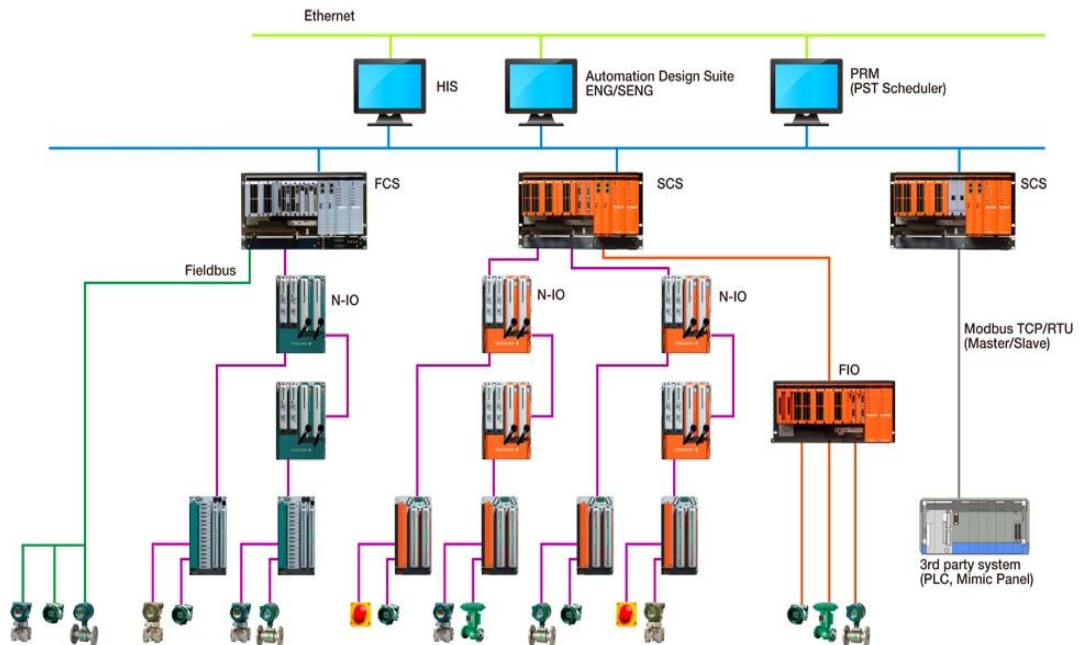 Ethernet
HIS
Automation Design Suite
ENG/SENG
PRM
(PST Scheduler)
FCS
SCS
SCS
Fieldbus
N-IO
N-IO
N-IO
Modbus TCP/RTU
(Master/Slave)
FIO
3rd party system
(PLC, Mimic Panel)